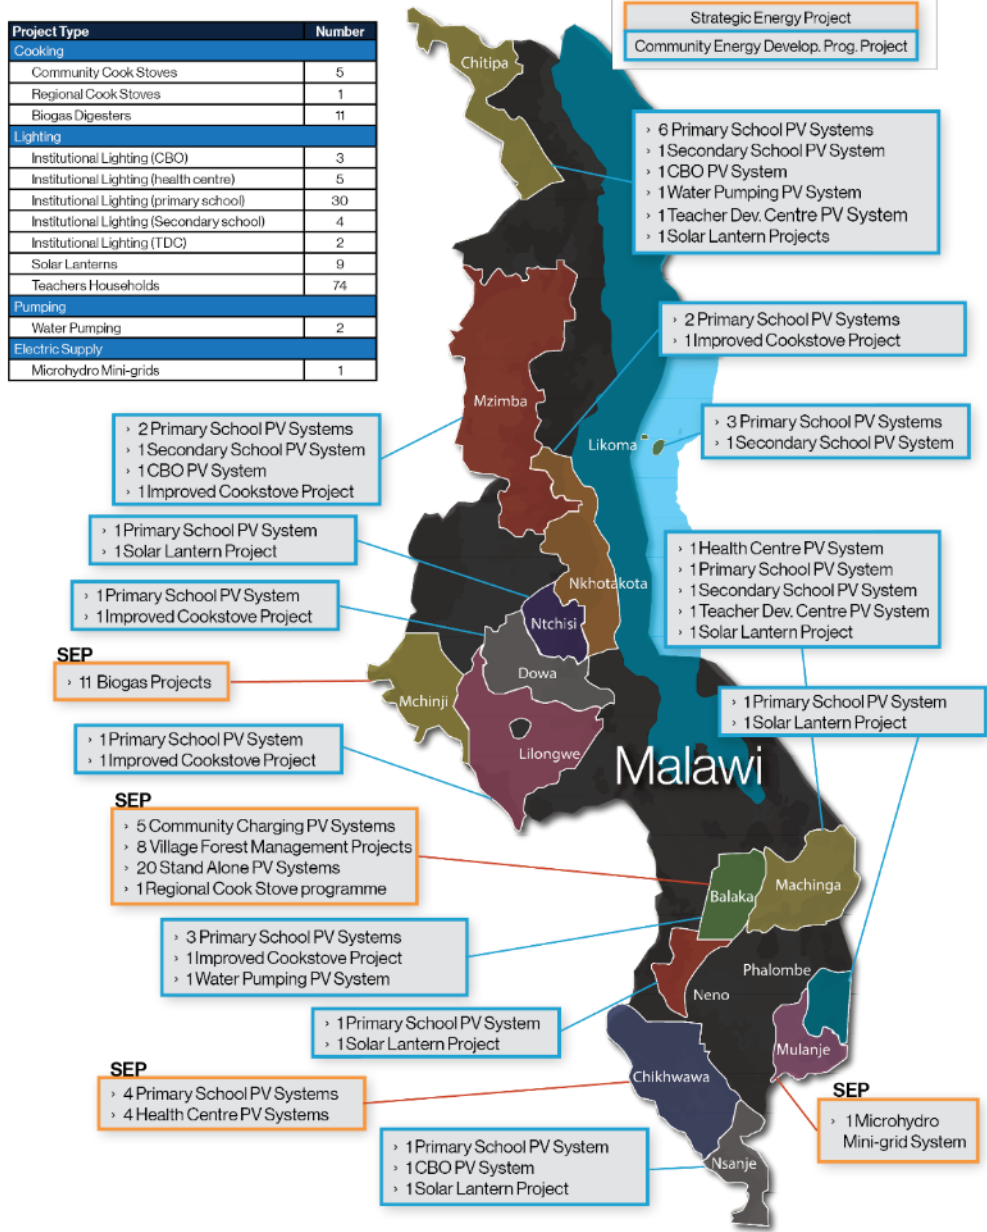 Project Type Number
Cooking
Community Cook Stoves 5
Regional Cook Stoves 1
Biogas Digesters 11
Lighting
Institutional Lighting (CBO) 3
Institutional Lighting (health centre) 5
Institutional Lighting (primary school) 30
Institutional Lighting (Secondary school) 4
Institutional Lighting (TDC) 2
Solar Lanterns 9
Teachers Households 74
Pumping
Water Pumping 2
Electric Supply
Microhydro Mini-grids 1
Strategic Energy Project
Community Energy Develop. Prog. Project
Chitipa
› 6 Primary School PV Systems
› 1 Secondary School PV System
› 1 CBO PV System
› 1 Water Pumping PV System
› 1 Teacher Dev. Centre PV System
› 1 Solar Lantern Projects
› 2 Primary School PV Systems
› 1 Improved Cookstove Project
Mzimba
Likoma
› 3 Primary School PV Systems
› 1 Secondary School PV System
› 2 Primary School PV Systems
› 1 Secondary School PV System
› 1 CBO PV System
› 1 Improved Cookstove Project
› 1 Primary School PV System
› 1 Solar Lantern Project
Nkhotakota
› 1 Health Centre PV System
› 1 Primary School PV System
› 1 Secondary School PV System
› 1 Teacher Dev. Centre PV System
› 1 Solar Lantern Project
› 1 Primary School PV System
› 1 Improved Cookstove Project
Ntchisi
SEP
› 11 Biogas Projects
Dowa
Mchinji
› 1 Primary School PV System
› 1 Solar Lantern Project
› 1 Primary School PV System
› 1 Improved Cookstove Project
Lilongwe
Malawi
SEP
› 5 Community Charging PV Systems
› 8 Village Forest Management Projects
› 20 Stand Alone PV Systems
› 1 Regional Cook Stove programme
Balaka
Machinga
› 3 Primary School PV Systems
› 1 Improved Cookstove Project
› 1 Water Pumping PV System
Phalombe
Neno
› 1 Primary School PV System
› 1 Solar Lantern Project
Mulanje
SEP
› 4 Primary School PV Systems
› 4 Health Centre PV Systems
Chikhwawa
SEP
› 1 Microhydro
Mini-grid System
› 1 Primary School PV System
› 1 CBO PV System
› 1 Solar Lantern Project
Nsanje